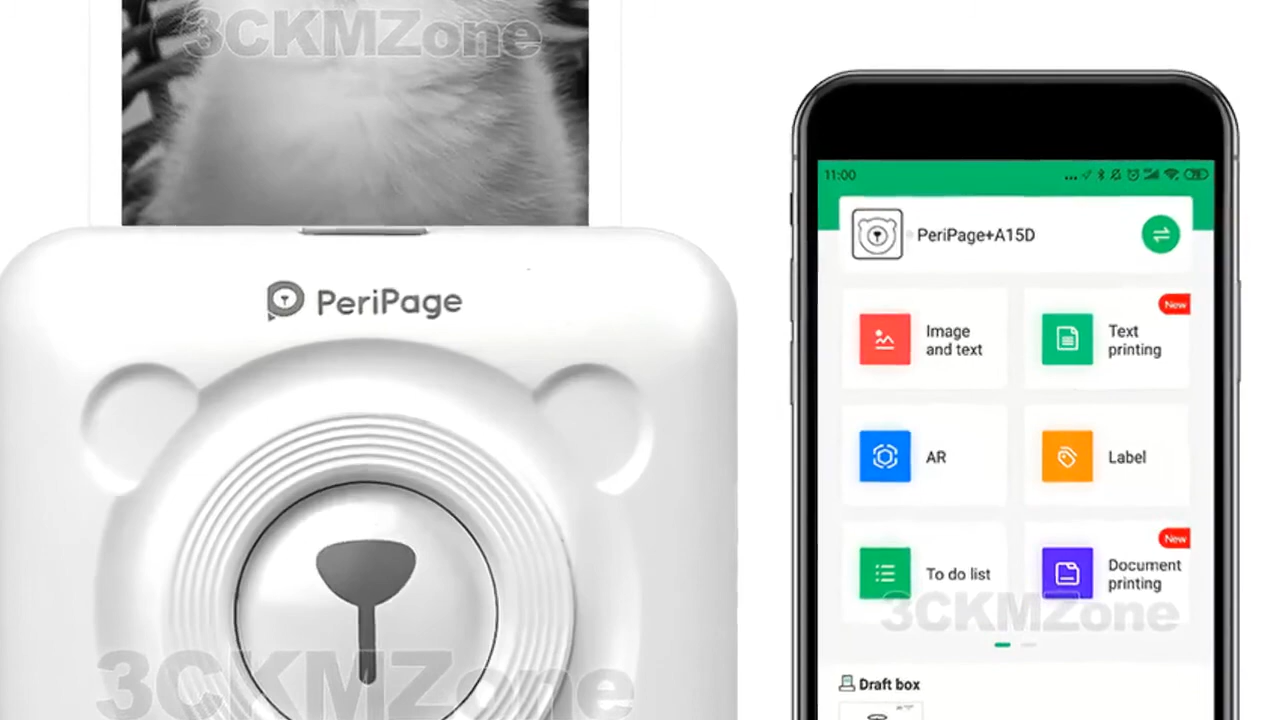 3CKMZone
PeriPage
3CKMZone
11:00
PeriPage+A15D
Image
and text
New
Text
printing
AR
Label
To do list
New
Document
printing
3CKMZone
Draft box